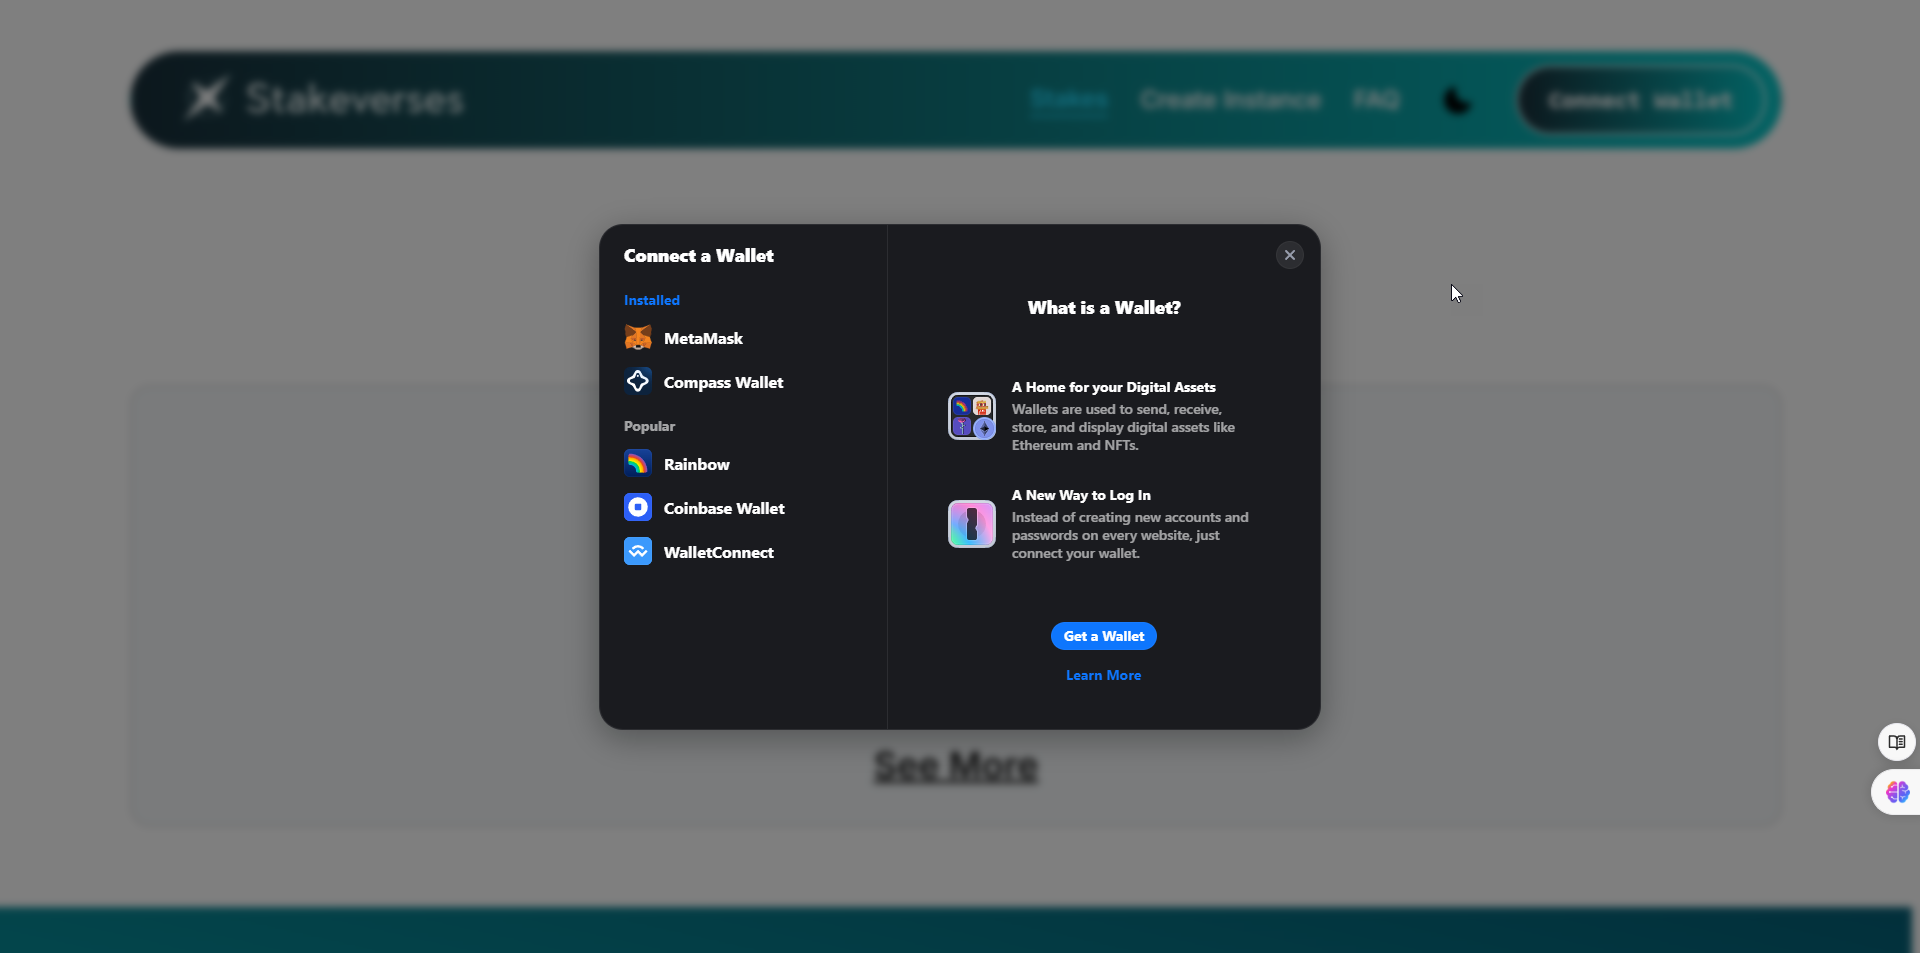 Stakeverses
Stakes
Create Instance
FAQ
Connect Wallet
Connect a Wallet
Installed
MetaMask
Compass Wallet
Popular
Rainbow
Coinbase Wallet
WalletConnect
What is a Wallet?
A Home for your Digital Assets
Wallets are used to send, receive,
store, and display digital assets like
Ethereum and NFTs.
A New Way to Log In
Instead of creating new accounts and
passwords on every website, just
connect your wallet.
Get a Wallet
Learn More
See More